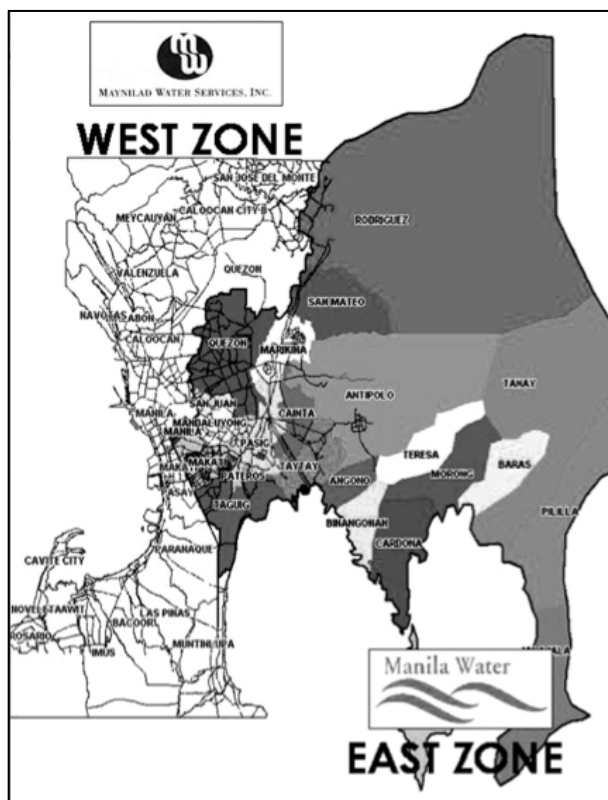 MAYNILAD WATER SERVICES, INC.
WEST ZONE
SAN JOSE DEL MONTE
CALOOCAN CITY-B
MEYCAUYAN
RODRIGUEZ
QUEZON
VALENZUELA
SAN MATEO
NAVOTAS
CALOOCAN
QUEZON
MARIKINA
TANAY
ANTIPOLO
SAN JUAN
CAINTA
MANILA
MANDALUYONG
MANILA
PASIG
TERESA
BARAS
MAKATI
TAYTAY
MORONG
PATEROS
ANGONO
PASAY
TAGUIG
PILILLA
BINANGONAN
CARDONA
PARANAQUE
CAVITE CITY
LAS PINAS
BACOOR
ROSARIO
IMUS
MUNTINLUPA
Manila Water
EAST ZONE